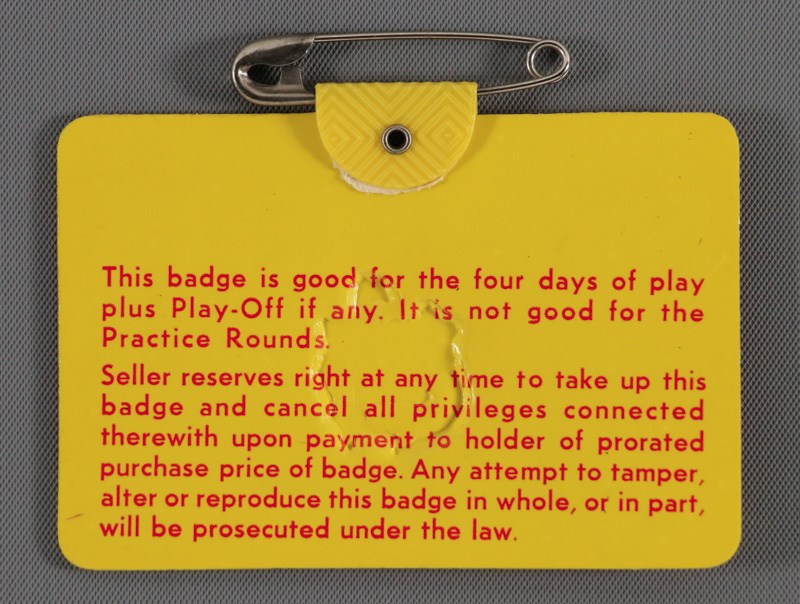 This badge is good for the four days of play
plus Play-Off if any. It is not good for the
Practice Rounds.
Seller reserves right at any time to take up this
badge and cancel all privileges connected
therewith upon payment to holder of prorated
purchase price of badge. Any attempt to tamper,
alter or reproduce this badge in whole, or in part,
will be prosecuted under the law.